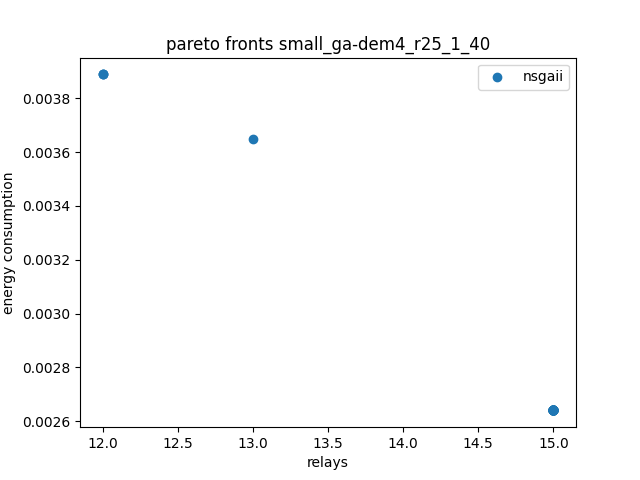 pareto fronts small_ga-dem4_r25_1_40
nsgaii
0.0038
0.0036
0.0034
0.0032
0.0030
0.0028
0.0026
energy consumption
12.0 12.5 13.0 13.5 14.0 14.5 15.0
relays